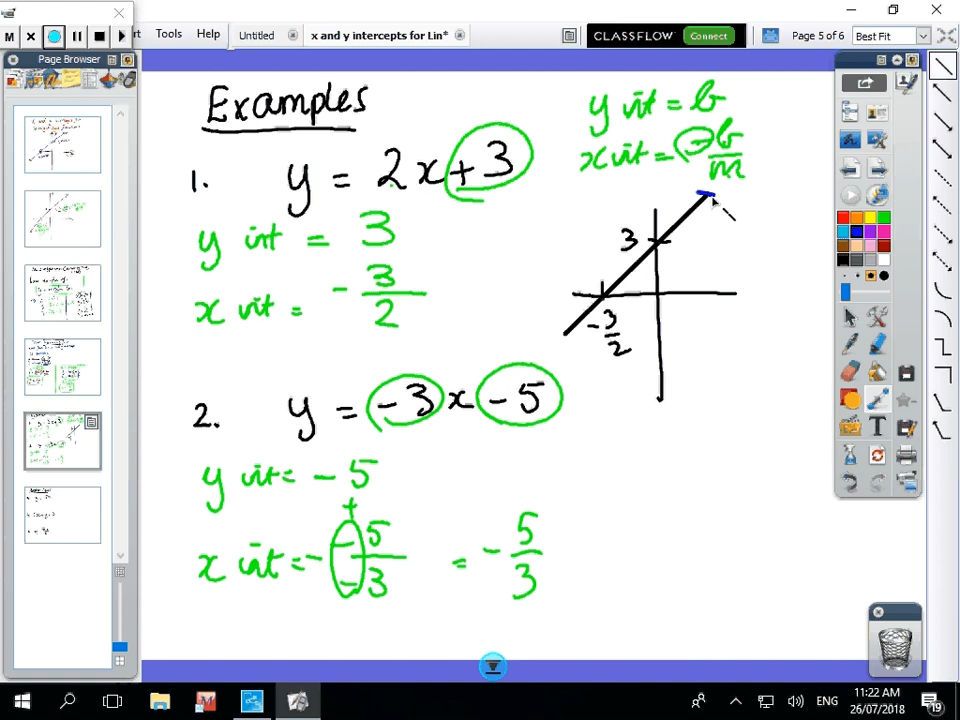 Tools Help Untitled x and y intercepts for Lin* CLASSFLOW Connect Page 5 of 6 Best Fit
M
Page Browser
Examples
y int = b
x int = - b/m
1. y = 2x + 3
y int = 3
x int = - 3/2
3
- 3/2
2. y = -3x - 5
y int = - 5
+
x int = - -5/-3 = - 5/3
T
ENG
11:22 AM
26/07/2018
19